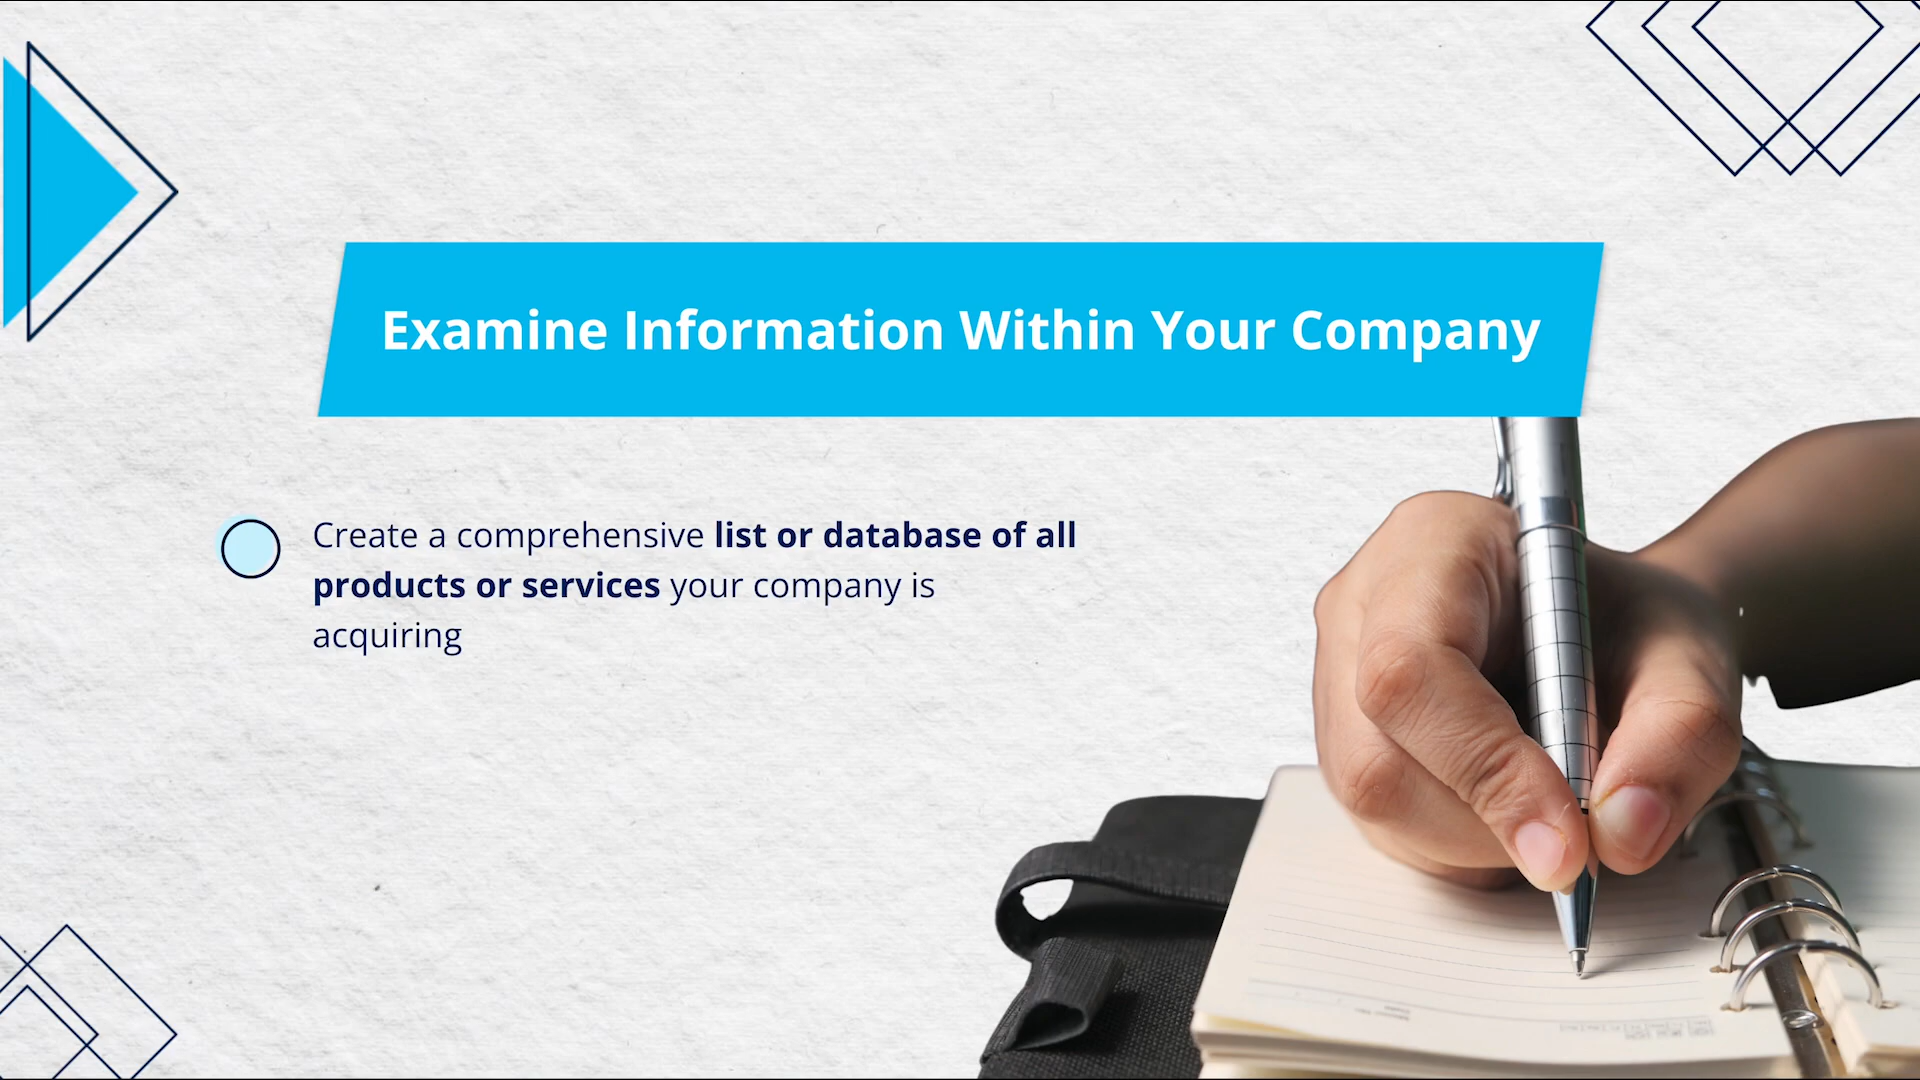 Examine Information Within Your Company
Create a comprehensive list or database of all
products or services your company is
acquiring